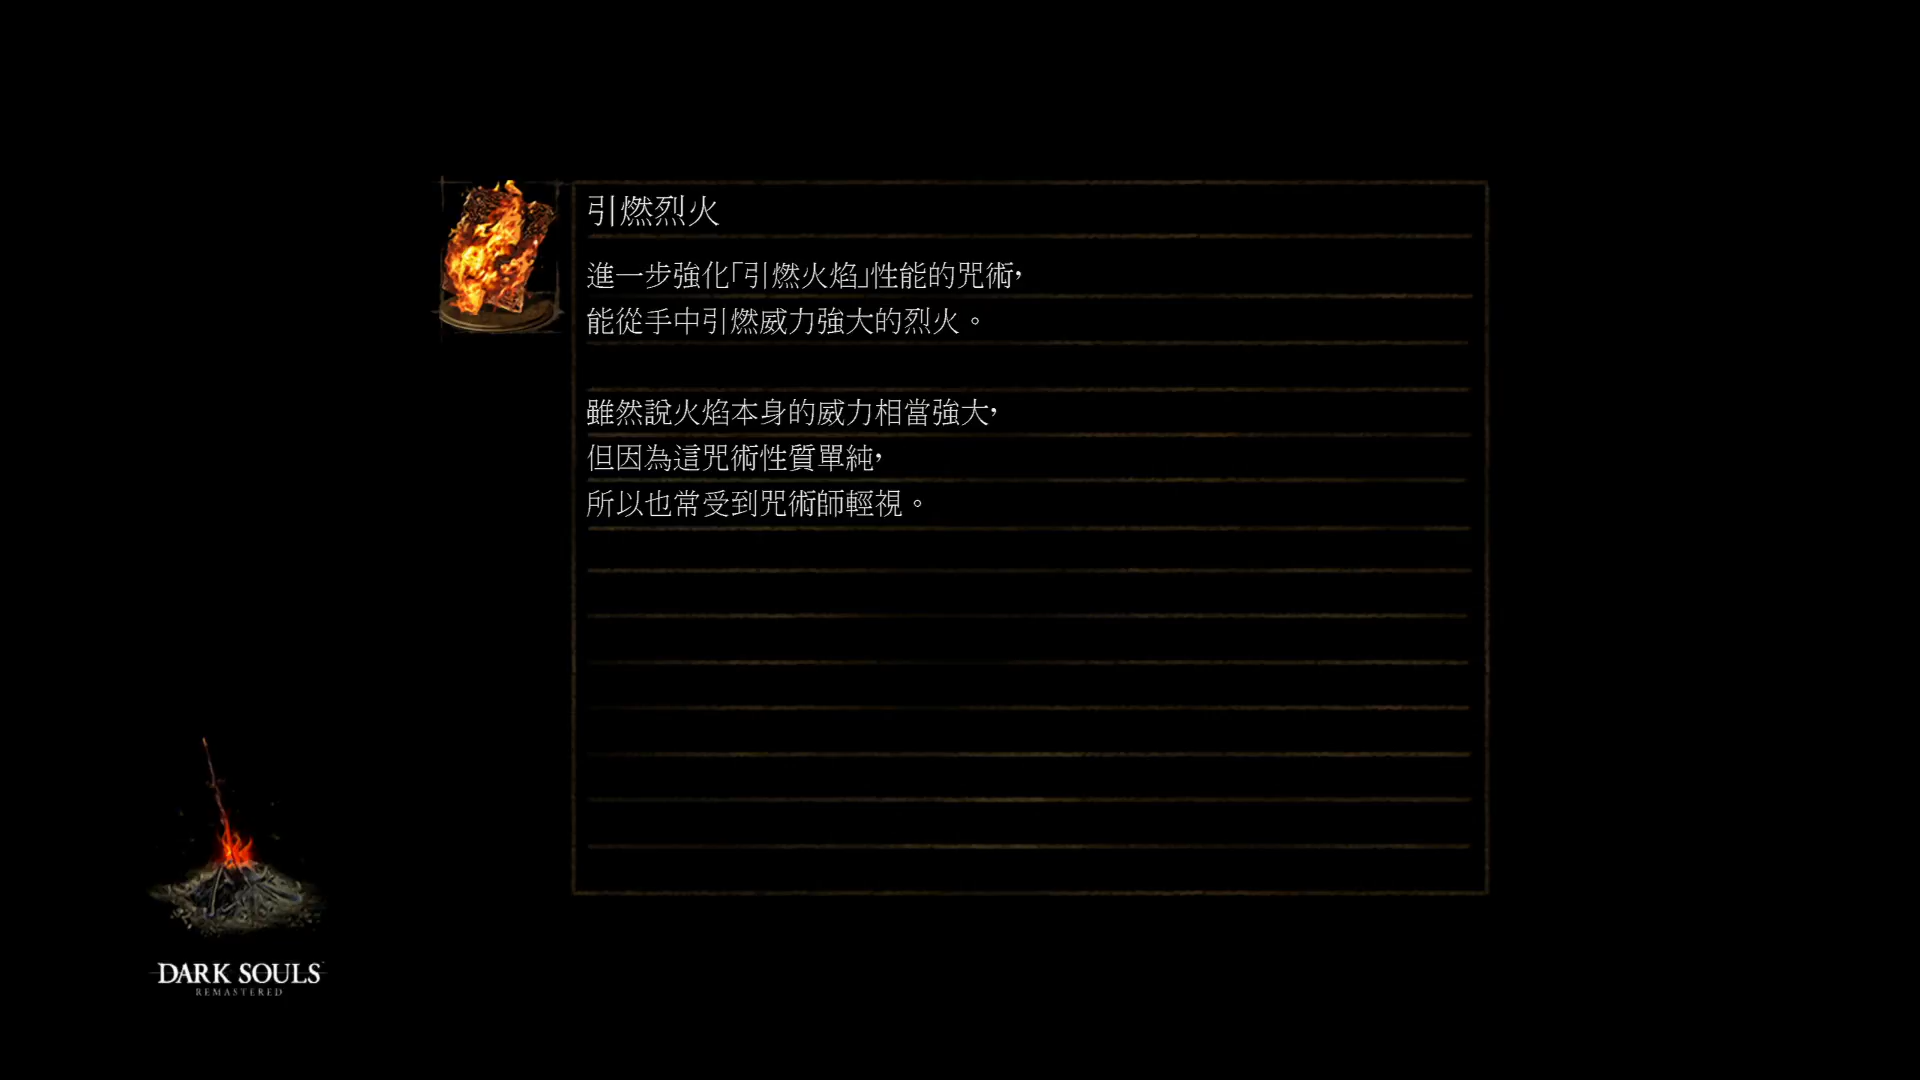 引燃烈火
進一步強化「引燃火焰」性能的咒術，
能從手中引燃威力強大的烈火。
雖然說火焰本身的威力相當強大，
但因為這咒術性質單純，
所以也常受到咒術師輕視。
DARK SOULS
REMASTERED